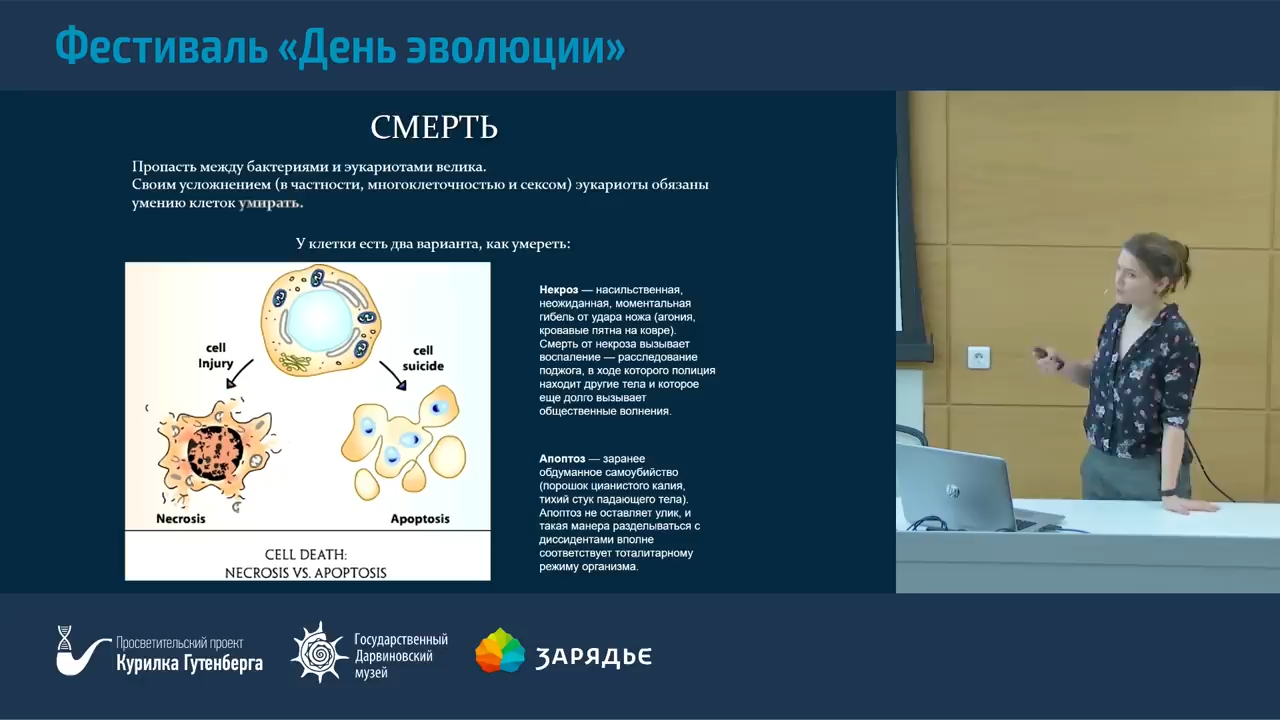 Фестиваль «День эволюции»
СМЕРТЬ
Пропасть между бактериями и эукариотами велика.
Своим усложнением (в частности, многоклеточностью и сексом) эукариоты обязаны
умению клеток умирать.
У клетки есть два варианта, как умереть:
cell
Injury
cell
suicide
Necrosis
Apoptosis
CELL DEATH:
NECROSIS VS. APOPTOSIS
Некроз — насильственная,
неожиданная, моментальная
гибель от удара ножа (агония,
кровавые пятна на ковре).
Смерть от некроза вызывает
воспаление — расследование
поджога, в ходе которого полиция
находит другие тела и которое
еще долго вызывает
общественные волнения.
Апоптоз — заранее
обдуманное самоубийство
(порошок цианистого калия,
тихий стук падающего тела).
Апоптоз не оставляет улик, и
такая манера разделываться с
диссидентами вполне
соответствует тоталитарному
режиму организма.
hp
Просветительский проект
Курилка Гутенберга
Государственный
Дарвиновский
музей
ЗАРЯДЬЕ